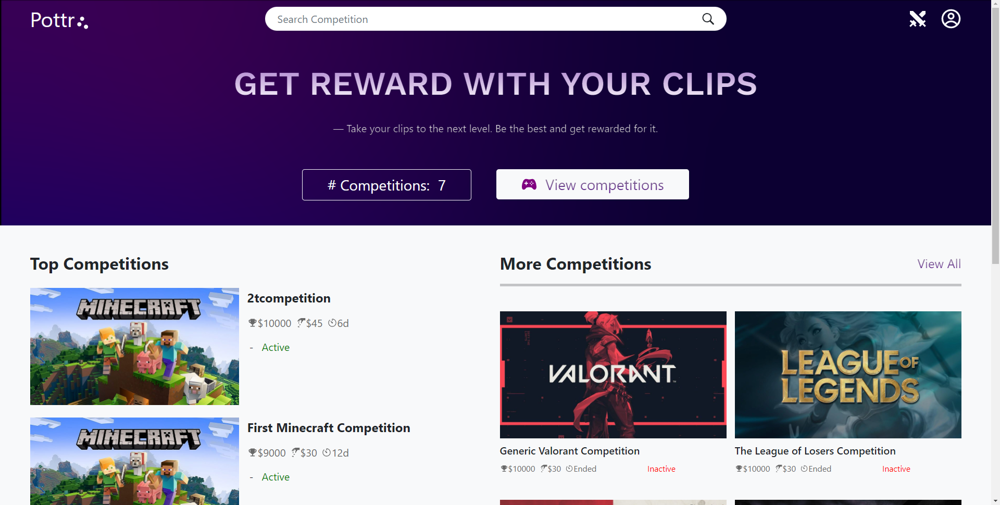 Pottr
Search Competition
GET REWARD WITH YOUR CLIPS
— Take your clips to the next level. Be the best and get rewarded for it.
# Competitions: 7
View competitions
Top Competitions
MINECRAFT
2tcompetition
$10000 $45 6d
- Active
MINECRAFT
First Minecraft Competition
$9000 $30 12d
- Active
More Competitions
View All
VALORANT
Generic Valorant Competition
$10000 $30 Ended Inactive
LEAGUE OF
LEGENDS
The League of Losers Competition
$10000 $30 Ended Inactive